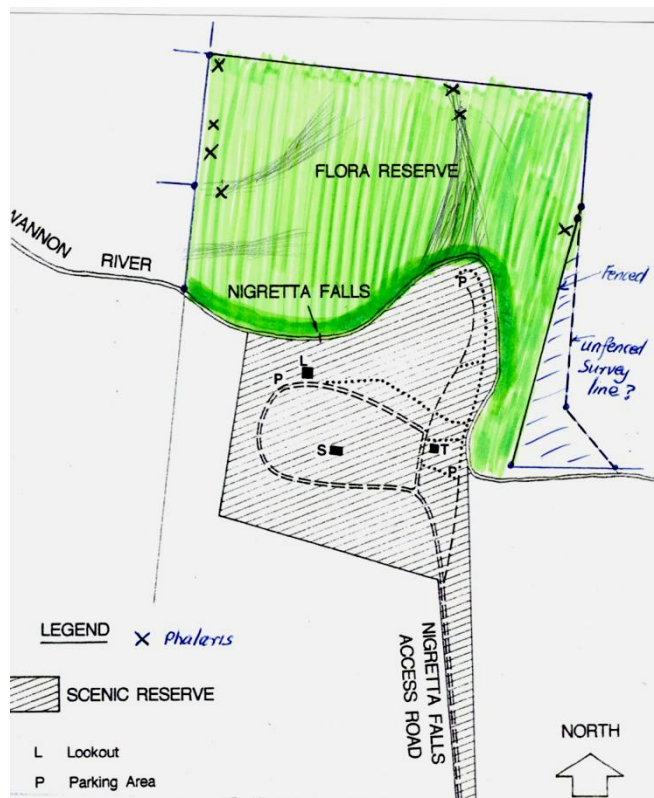 FLORA RESERVE
WANNON
RIVER
NIGRETTA FALLS
P
Fenced
unfenced
Survey
line?
L
P
S
T
P
NIGRETTA FALLS
ACCESS ROAD
LEGEND
X Phalaris
SCENIC RESERVE
NORTH
L Lookout
P Parking Area